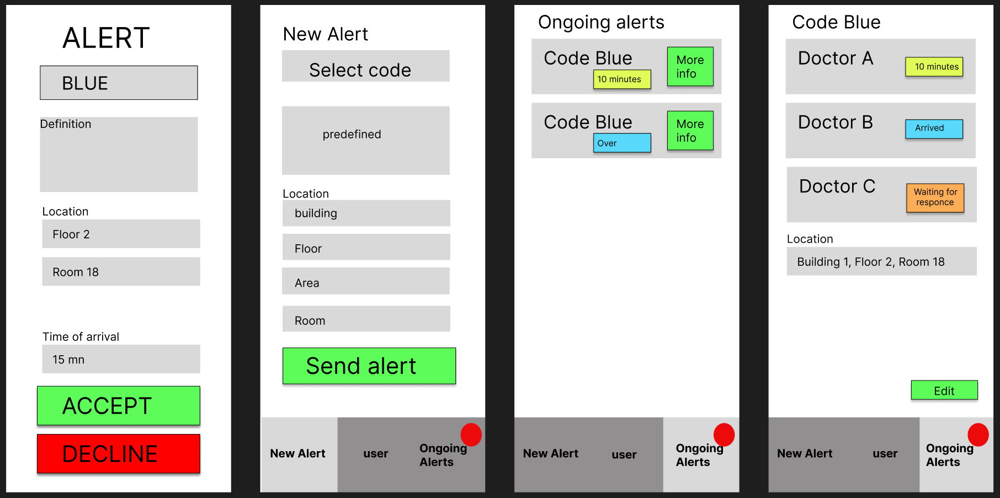 ALERT
BLUE
Definition
Location
Floor 2
Room 18
Time of arrival
15 mn
ACCEPT
DECLINE
New Alert
Select code
predefined
Location
building
Floor
Area
Room
Send alert
New Alert
user
Ongoing
Alerts
Ongoing alerts
Code Blue
10 minutes
More
info
Code Blue
Over
More
info
New Alert
user
Ongoing
Alerts
Code Blue
Doctor A
10 minutes
Doctor B
Arrived
Doctor C
Waiting for
responce
Location
Building 1, Floor 2, Room 18
Edit
New Alert
user
Ongoing
Alerts